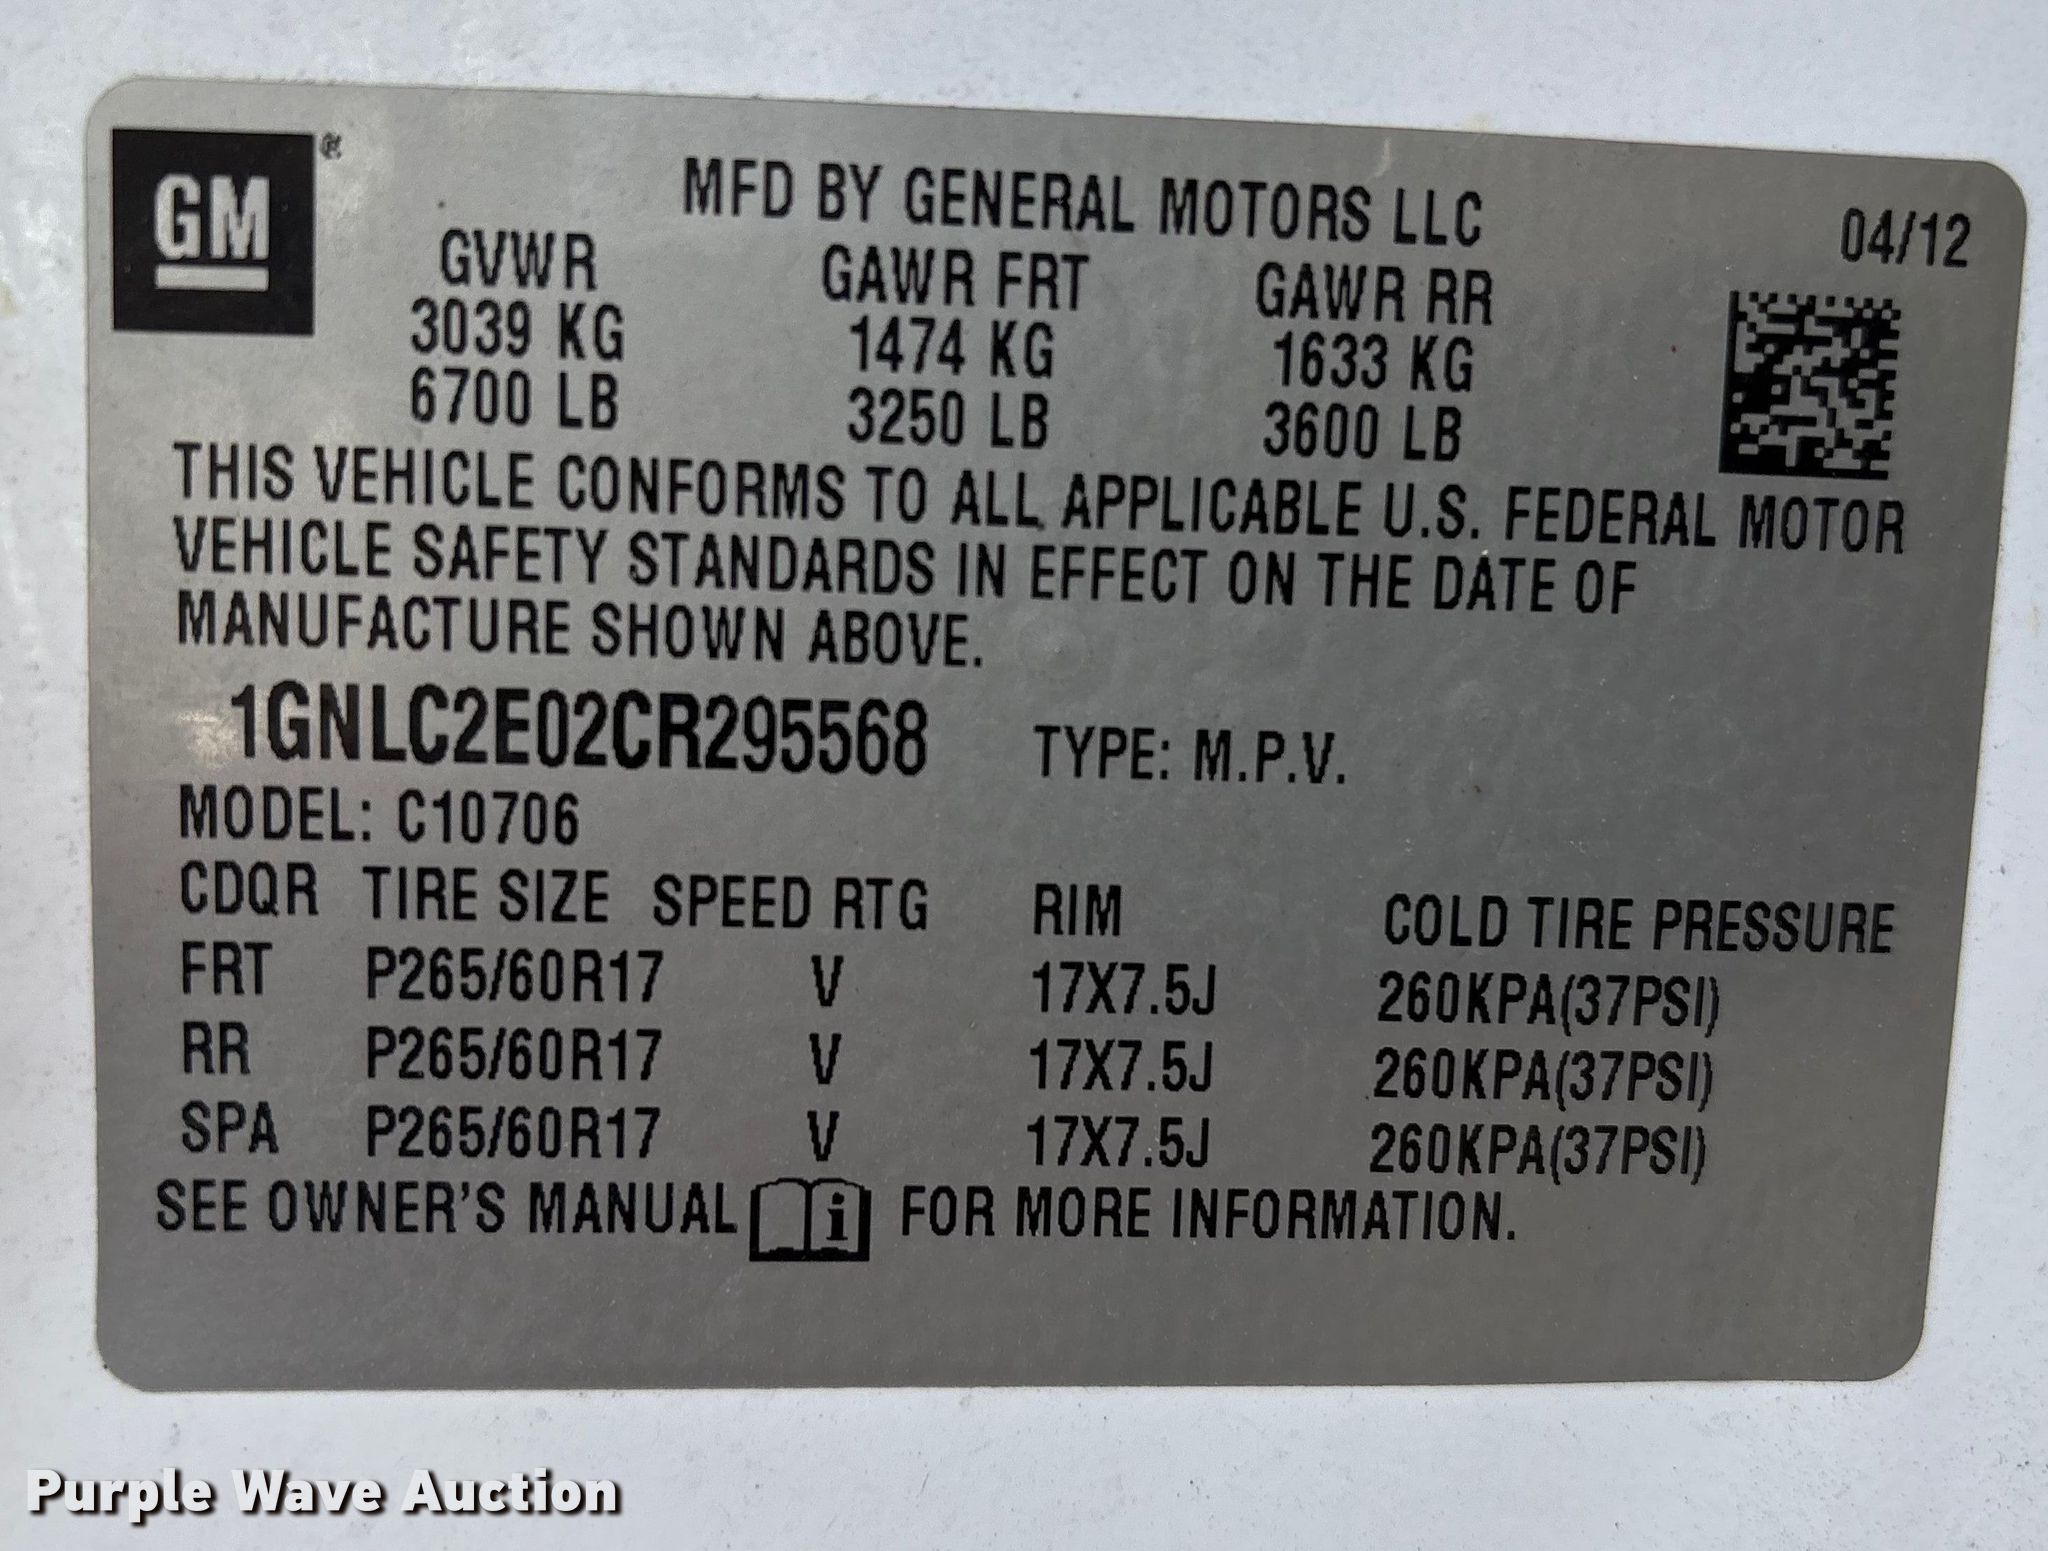 GM®
MFD BY GENERAL MOTORS LLC
04/12
GVWR GAWR FRT GAWR RR
3039 KG 1474 KG 1633 KG
6700 LB 3250 LB 3600 LB
THIS VEHICLE CONFORMS TO ALL APPLICABLE U.S. FEDERAL MOTOR
VEHICLE SAFETY STANDARDS IN EFFECT ON THE DATE OF
MANUFACTURE SHOWN ABOVE.
1GNLC2E02CR295568 TYPE: M.P.V.
MODEL: C10706
CDQR TIRE SIZE SPEED RTG RIM COLD TIRE PRESSURE
FRT P265/60R17 V 17X7.5J 260KPA(37PSI)
RR P265/60R17 V 17X7.5J 260KPA(37PSI)
SPA P265/60R17 V 17X7.5J 260KPA(37PSI)
SEE OWNER'S MANUAL i FOR MORE INFORMATION.
Purple Wave Auction